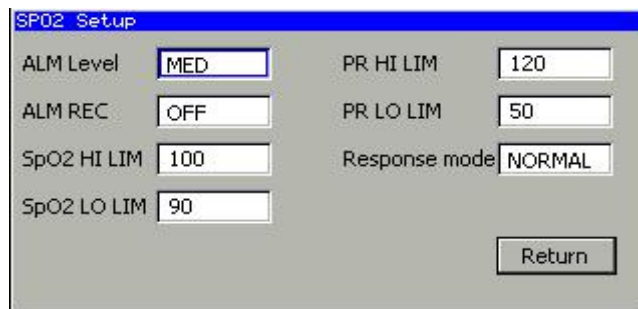 SPO2 Setup
ALM Level MED PR HI LIM 120
ALM REC OFF PR LO LIM 50
SpO2 HI LIM 100 Response mode NORMAL
SpO2 LO LIM 90
Return